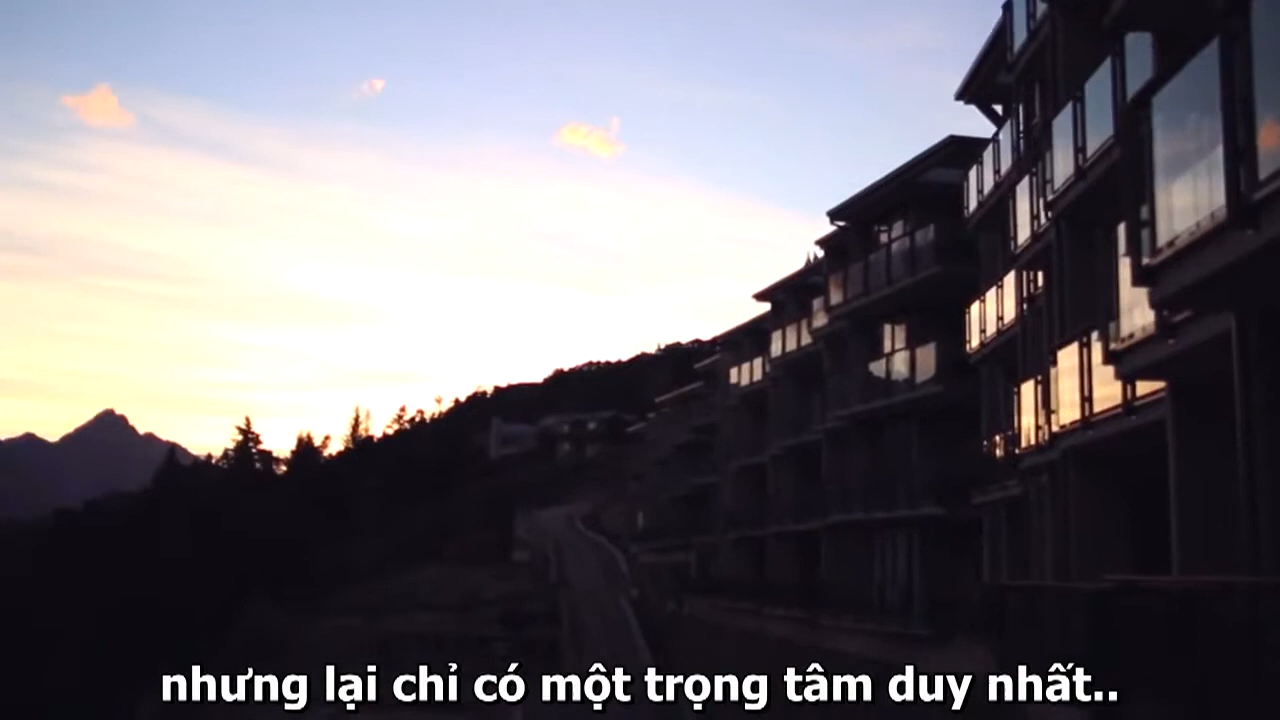 nhưng lại chỉ có một trọng tâm duy nhất..